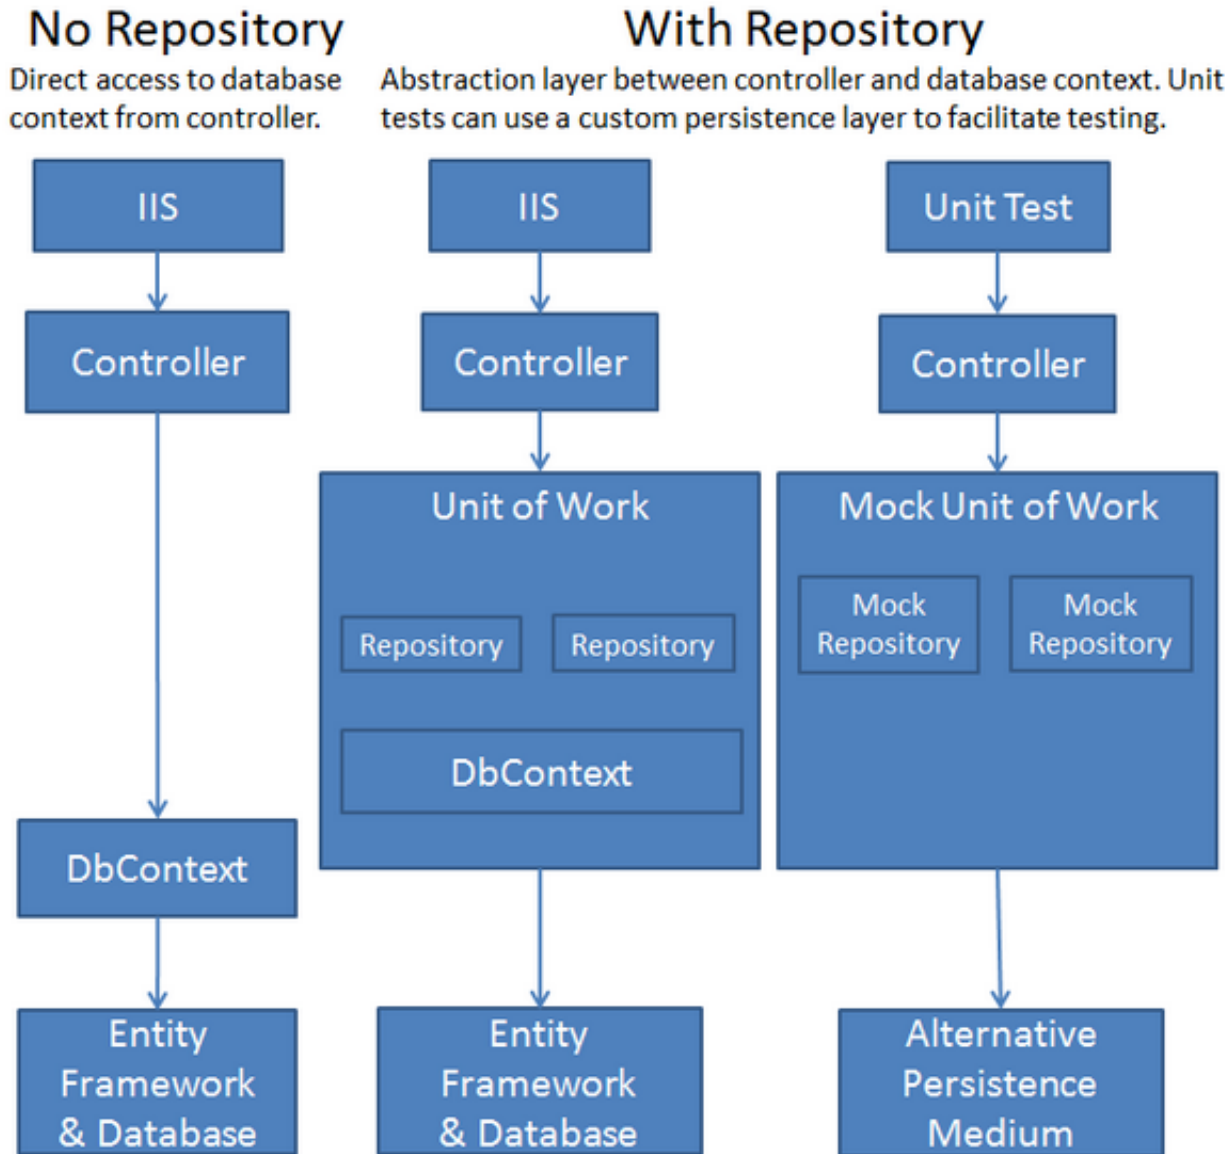 No Repository
Direct access to database
context from controller.
IIS
Controller
DbContext
Entity
Framework
& Database
With Repository
Abstraction layer between controller and database context. Unit
tests can use a custom persistence layer to facilitate testing.
IIS
Controller
Unit of Work
Repository
Repository
DbContext
Entity
Framework
& Database
Unit Test
Controller
Mock Unit of Work
Mock
Repository
Mock
Repository
Alternative
Persistence
Medium